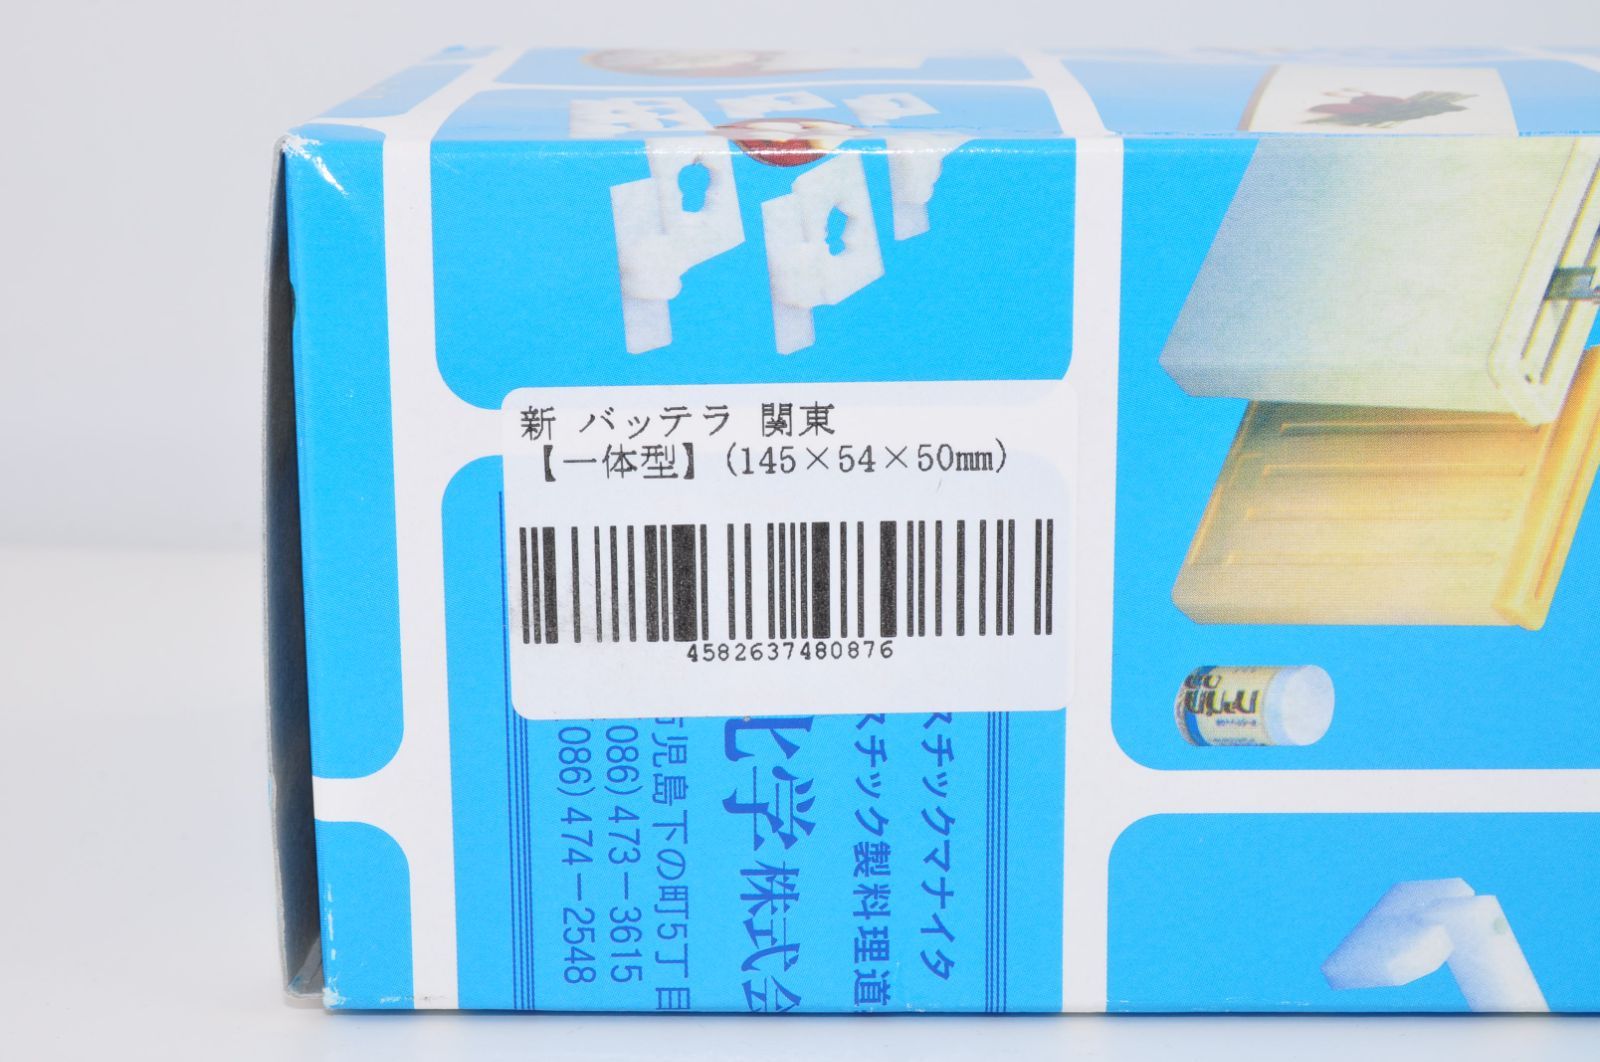 新 バッテラ 関東
【一体型】(145×54×50mm)
4582637480876
スチックマナイタ
スチック製料理道
化学株式会
児島下の町5丁目
086)473-3615
086)474-2548